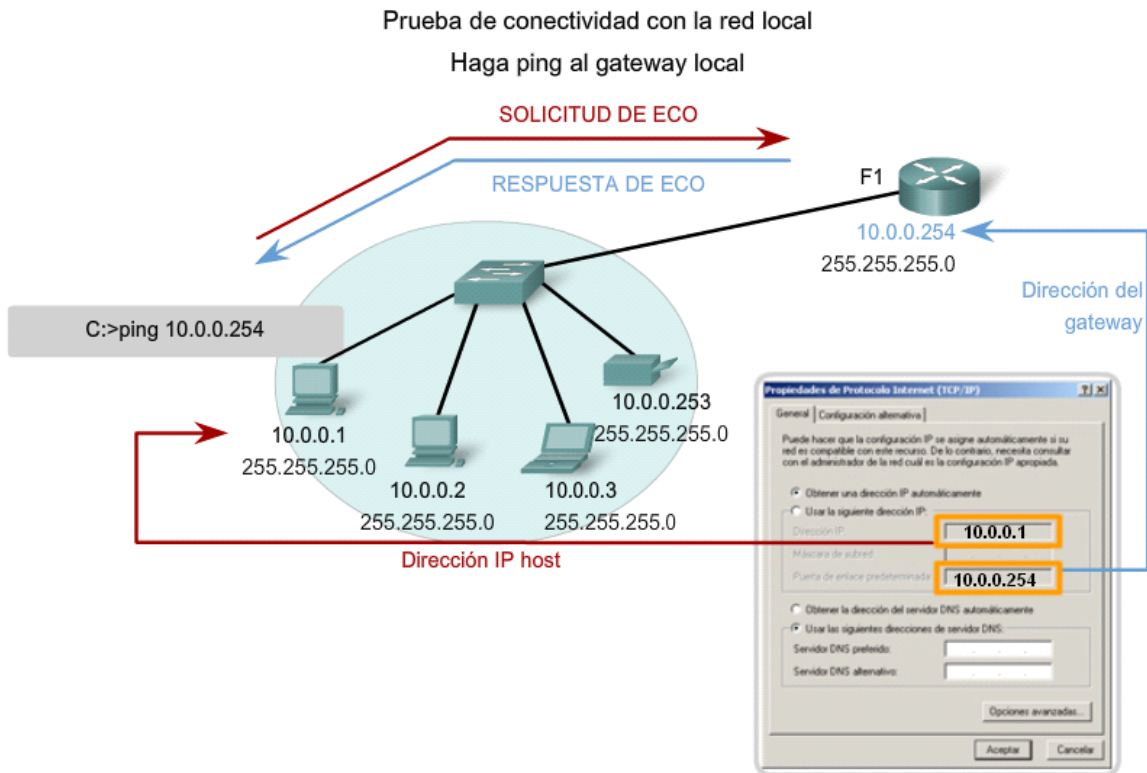 Prueba de conectividad con la red local
Haga ping al gateway local
SOLICITUD DE ECO
RESPUESTA DE ECO
F1
10.0.0.254
255.255.255.0
Dirección del
gateway
C:>ping 10.0.0.254
10.0.0.1
255.255.255.0
10.0.0.2
255.255.255.0
10.0.0.3
255.255.255.0
10.0.0.253
255.255.255.0
Dirección IP host
Propiedades de Protocolo Internet (TCP/IP)
General
Configuración alternativa
Puede hacer que la configuración IP se asigne automáticamente si su
red es compatible con este recurso. De lo contrario, necesita consultar
con el administrador de la red cuál es la configuración IP apropiada.
Obtener una dirección IP automáticamente
Usar la siguiente dirección IP:
Dirección IP:
10.0.0.1
Máscara de subred:
Puerta de enlace predeterminada:
10.0.0.254
Obtener la dirección del servidor DNS automáticamente
Usar las siguientes direcciones de servidor DNS:
Servidor DNS preferido:
Servidor DNS alternativo:
Opciones avanzadas...
Aceptar
Cancelar